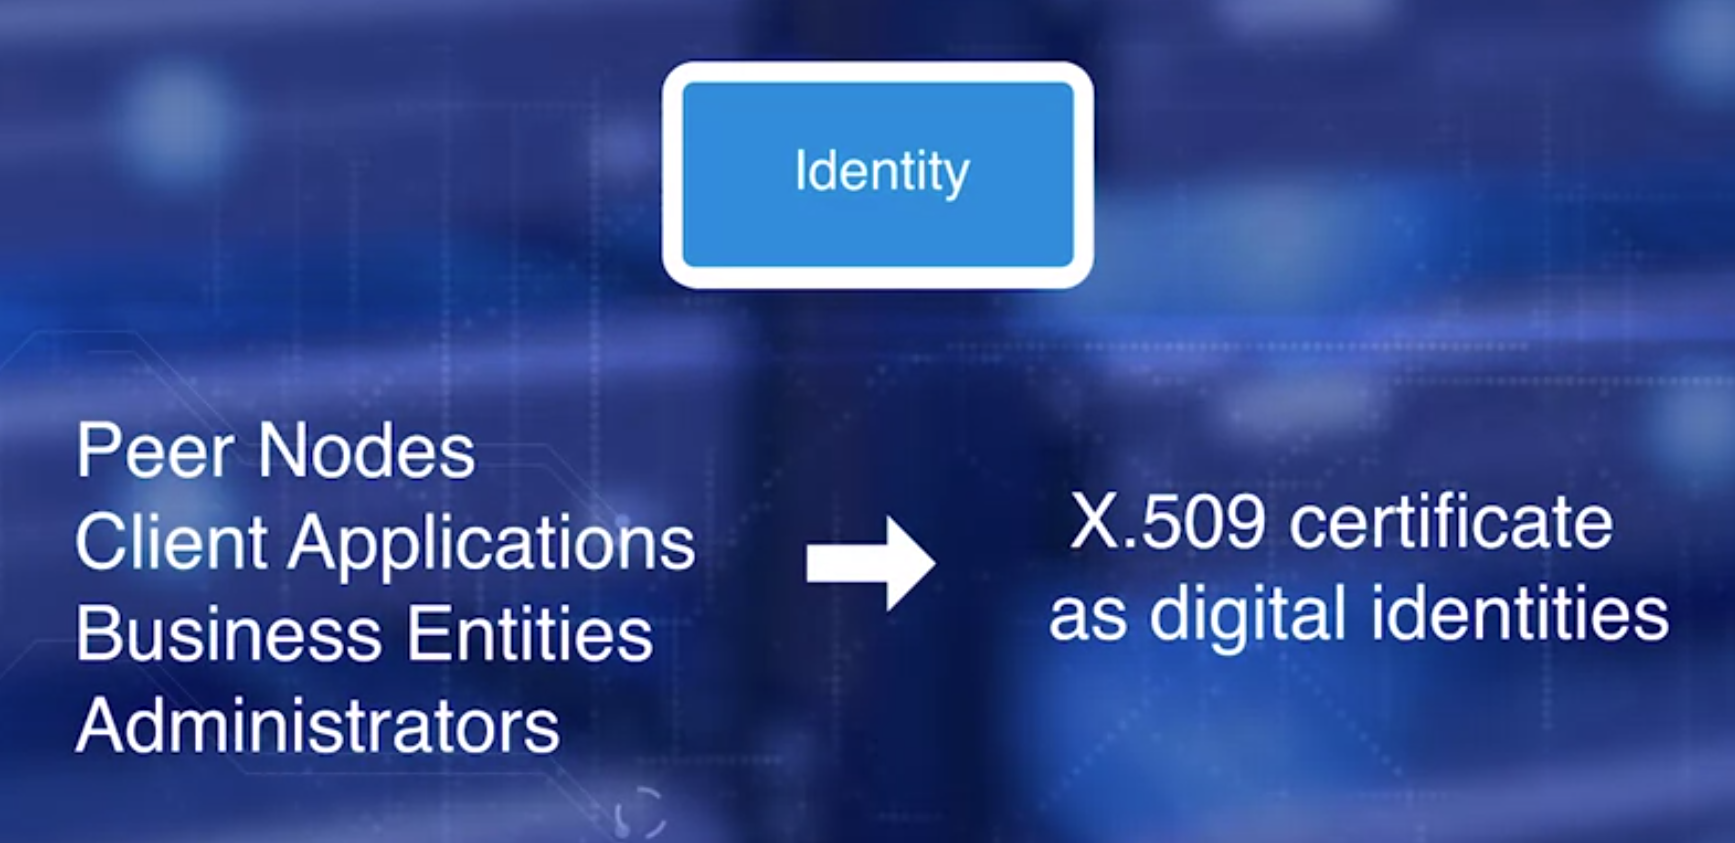 Identity
Peer Nodes
Client Applications
Business Entities
Administrators
X.509 certificate
as digital identities